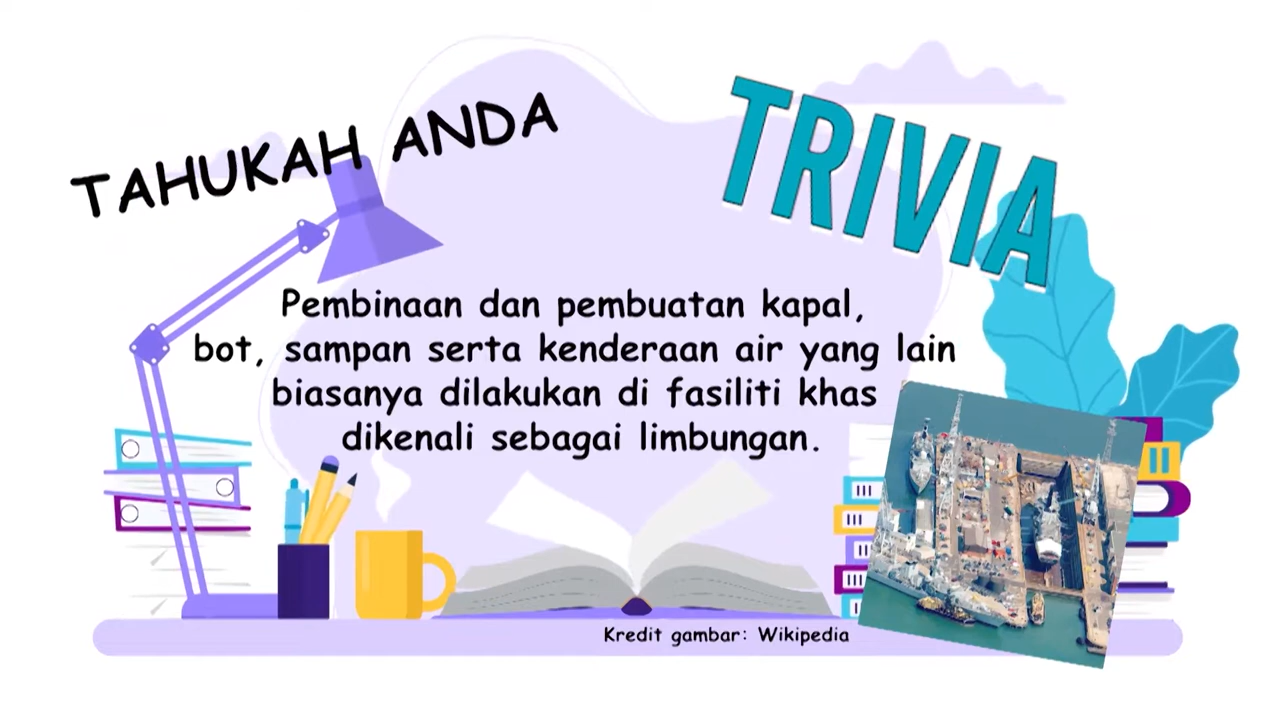 TAHUKAH ANDA
TRIVIA
Pembinaan dan pembuatan kapal,
bot, sampan serta kenderaan air yang lain
biasanya dilakukan di fasiliti khas
dikenali sebagai limbungan.
Kredit gambar: Wikipedia